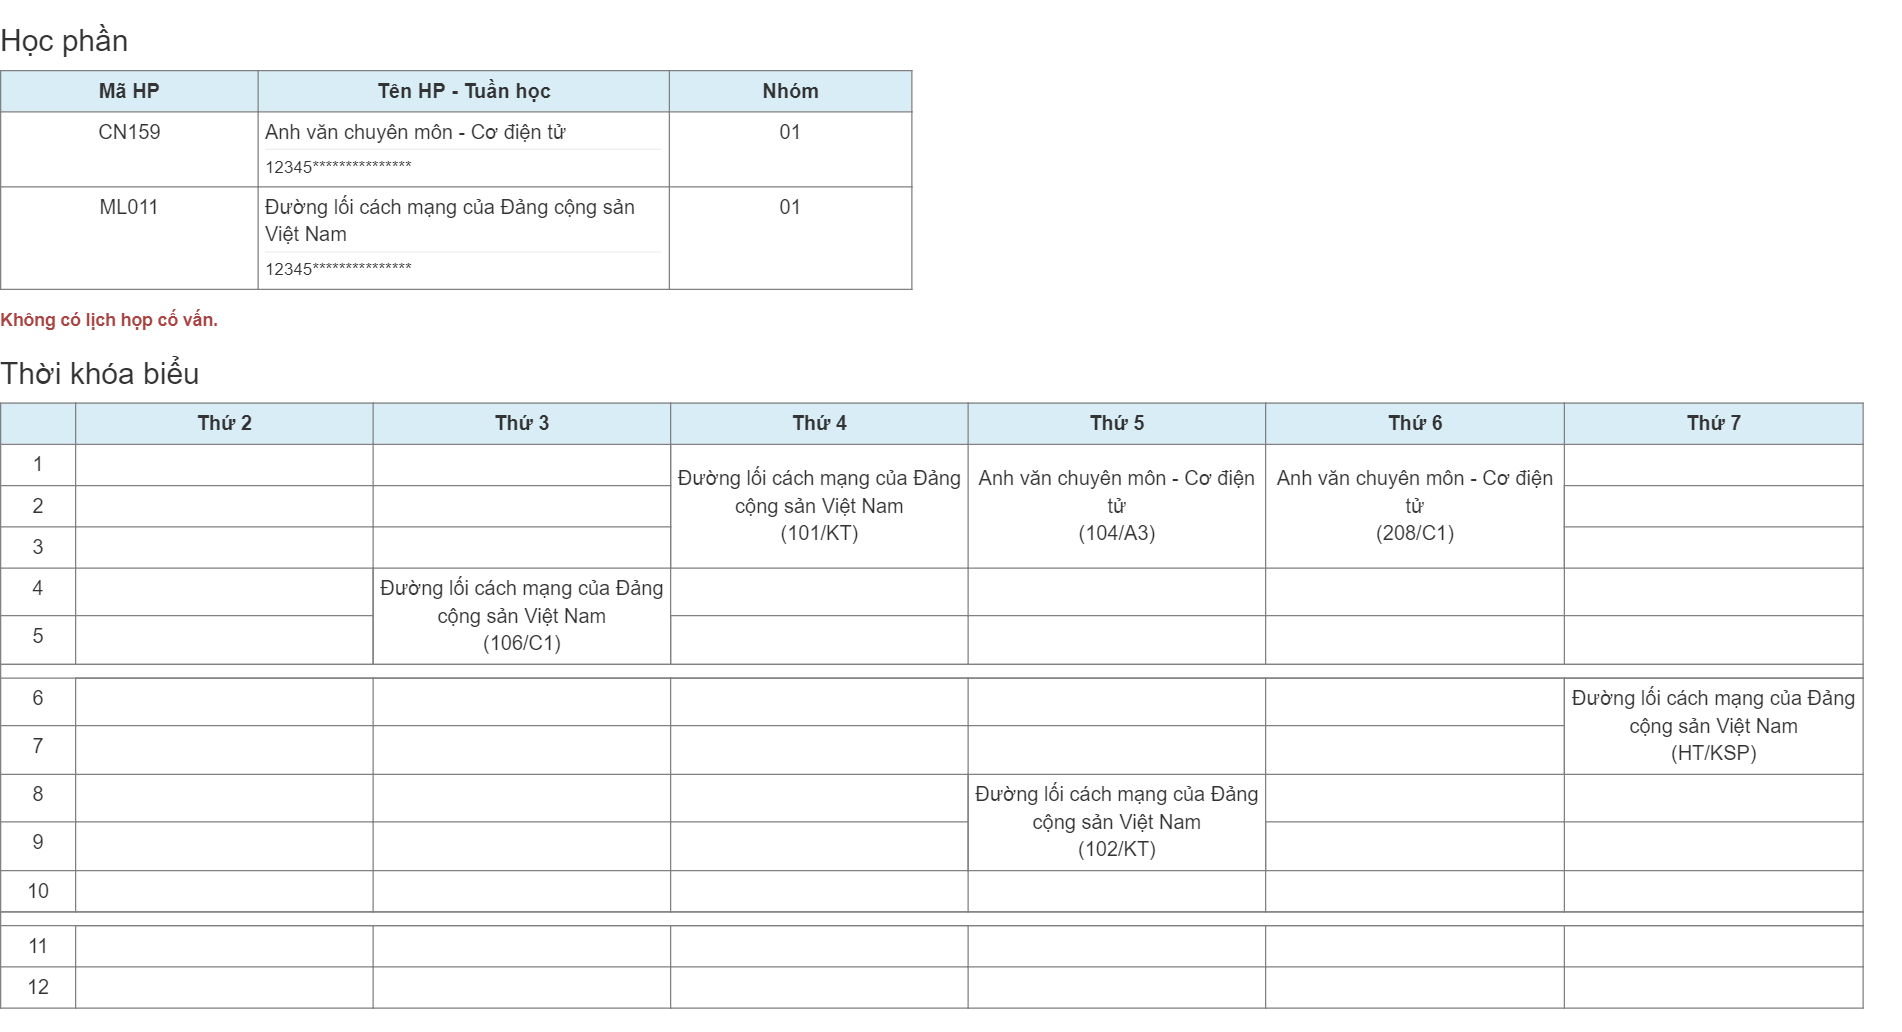 Học phần
Mã HP Tên HP - Tuần học Nhóm
CN159 Anh văn chuyên môn - Cơ điện tử 01
12345***************
ML011 Đường lối cách mạng của Đảng cộng sản 01
Việt Nam
12345***************
Không có lịch họp cố vấn.
Thời khóa biểu
Thứ 2 Thứ 3 Thứ 4 Thứ 5 Thứ 6 Thứ 7
1
Đường lối cách mạng của Đảng Anh văn chuyên môn - Cơ điện Anh văn chuyên môn - Cơ điện
2 cộng sản Việt Nam tử tử
(101/KT) (104/A3) (208/C1)
3
4 Đường lối cách mạng của Đảng
cộng sản Việt Nam
5
(106/C1)
6 Đường lối cách mạng của Đảng
cộng sản Việt Nam
7
(HT/KSP)
8 Đường lối cách mạng của Đảng
cộng sản Việt Nam
9
(102/KT)
10
11
12